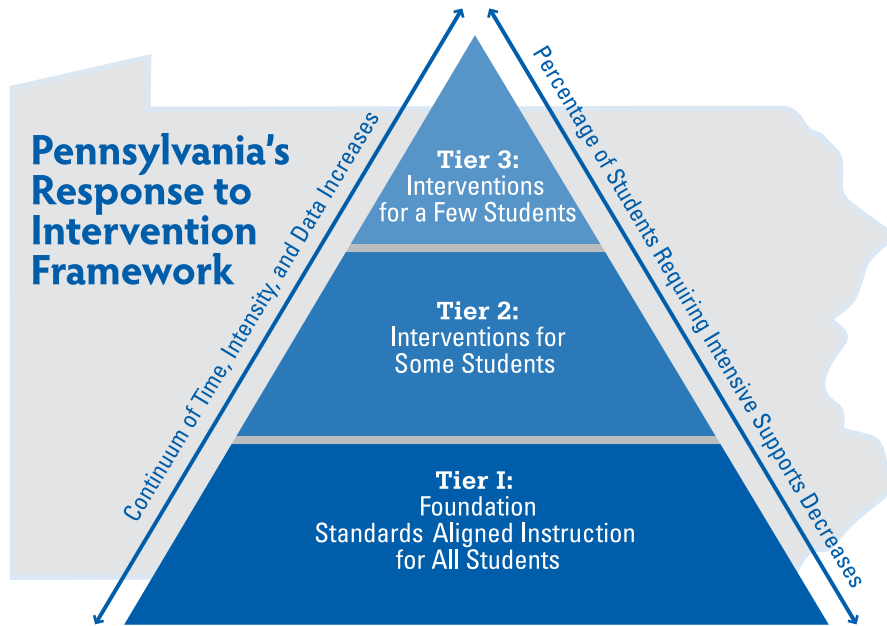 Pennsylvania's
Response to
Intervention
Framework
Continuum of Time, Intensity, and Data Increases
Percentage of Students Requiring Intensive Supports Decreases
Tier 3:
Interventions
for a Few Students
Tier 2:
Interventions for
Some Students
Tier I:
Foundation
Standards Aligned Instruction
for All Students